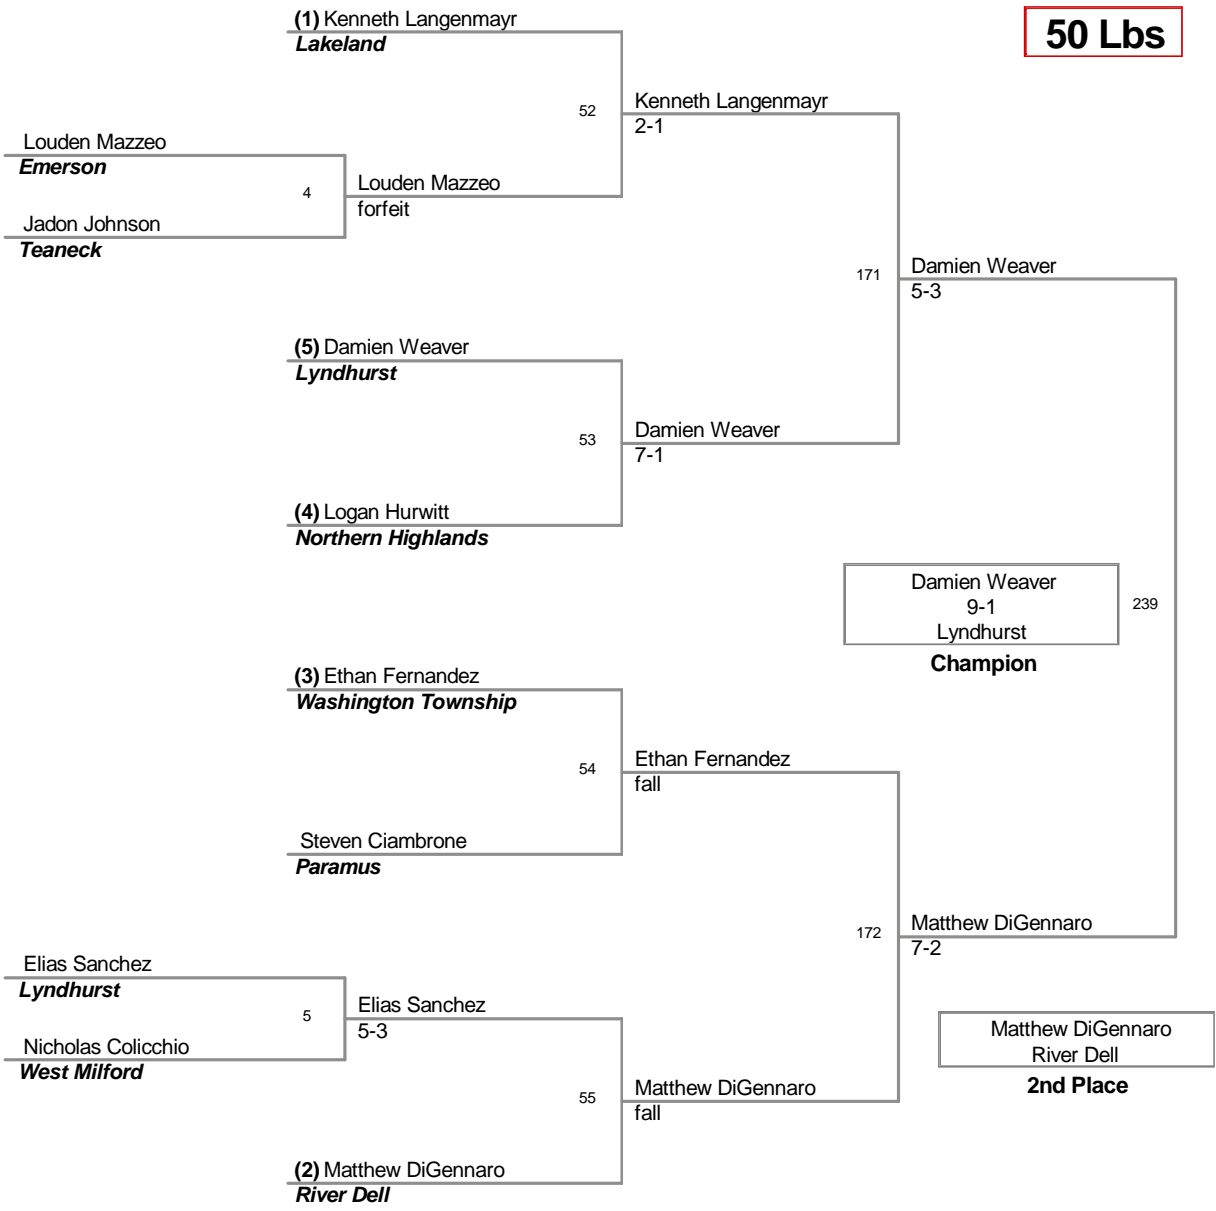 (1) Kenneth Langenmayr
Lakeland
50 Lbs
52
Kenneth Langenmayr
2-1
Louden Mazzeo
Emerson
4
Louden Mazzeo
forfeit
Jadon Johnson
Teaneck
171
Damien Weaver
5-3
(5) Damien Weaver
Lyndhurst
53
Damien Weaver
7-1
(4) Logan Hurwitt
Northern Highlands
Damien Weaver
9-1
Lyndhurst
239
Champion
(3) Ethan Fernandez
Washington Township
54
Ethan Fernandez
fall
Steven Ciambrone
Paramus
172
Matthew DiGennaro
7-2
Elias Sanchez
Lyndhurst
5
Elias Sanchez
5-3
Nicholas Colicchio
West Milford
Matthew DiGennaro
River Dell
2nd Place
55
Matthew DiGennaro
fall
(2) Matthew DiGennaro
River Dell